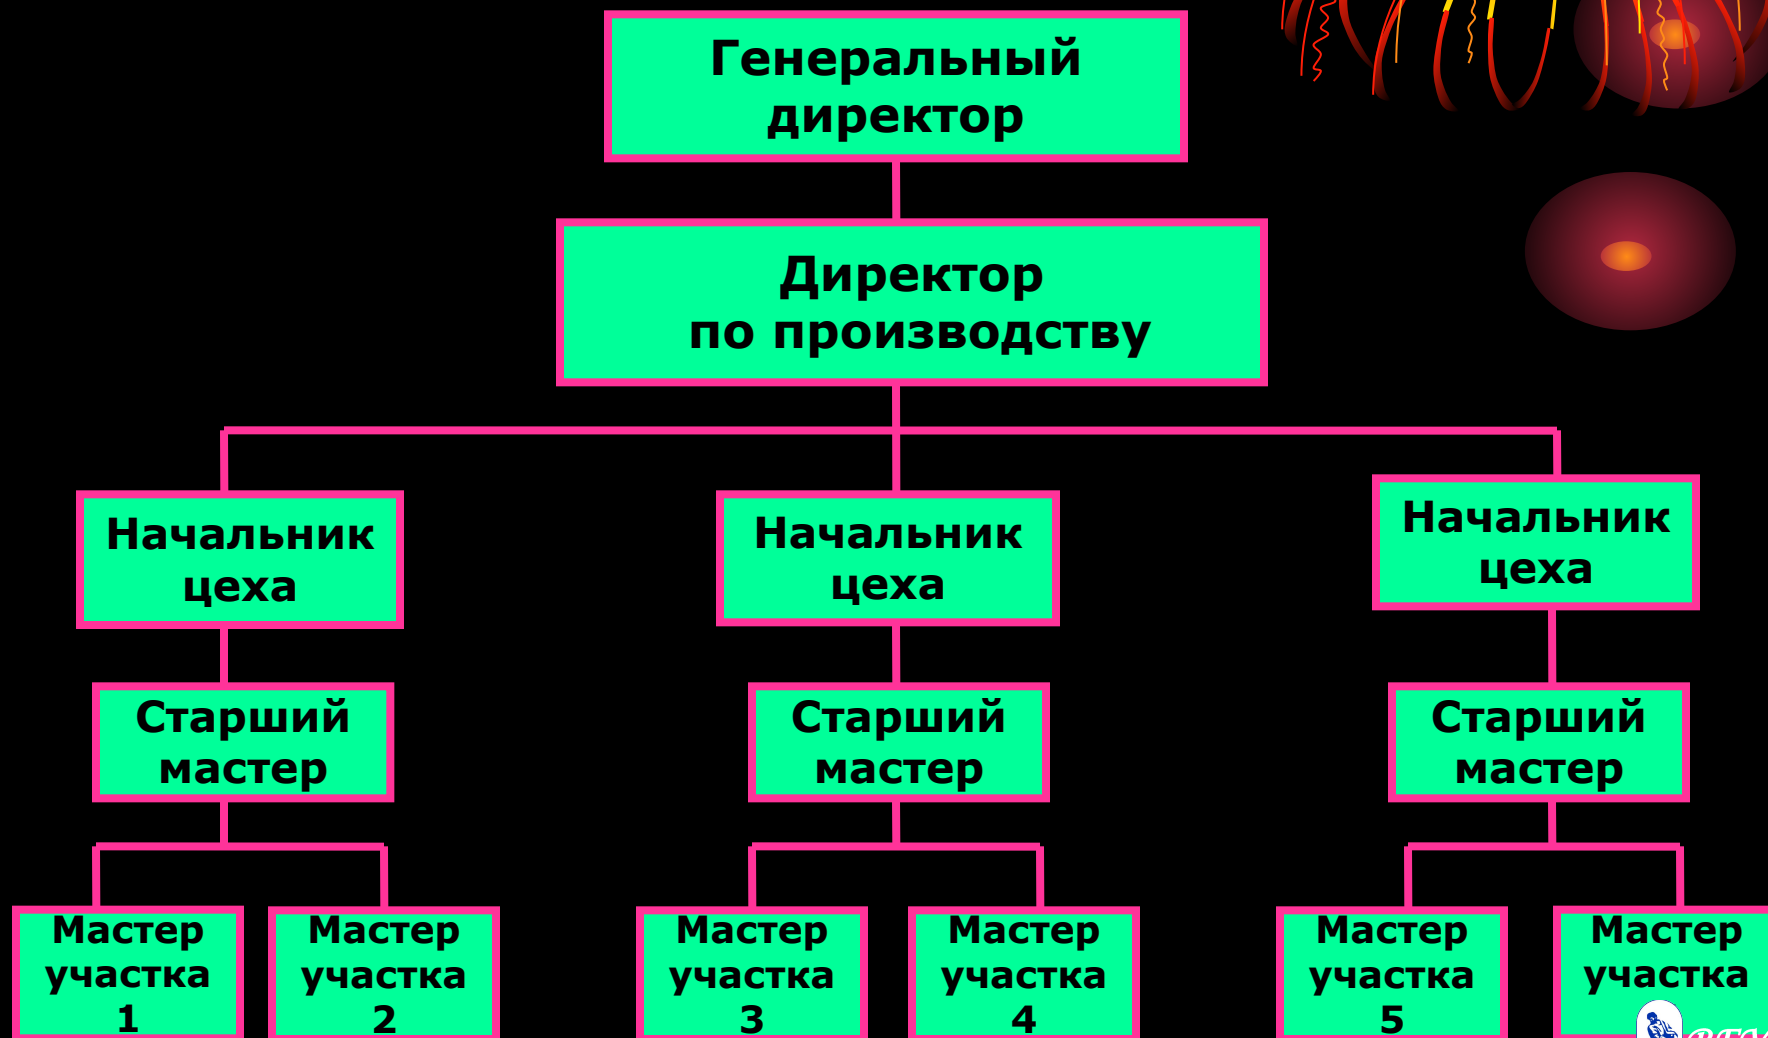 Генеральный
директор
Директор
по производству
Начальник
цеха
Начальник
цеха
Начальник
цеха
Старший
мастер
Старший
мастер
Старший
мастер
Мастер
участка
1
Мастер
участка
2
Мастер
участка
3
Мастер
участка
4
Мастер
участка
5
Мастер
участка